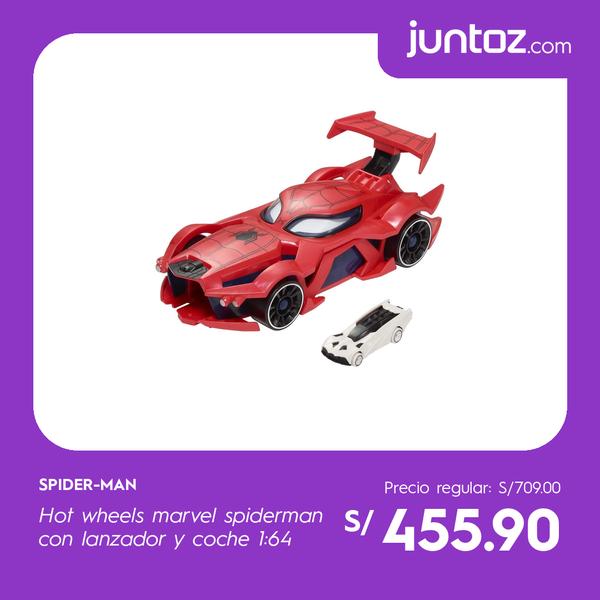 juntoz.com
SPIDER-MAN
Hot wheels marvel spiderman
con lanzador y coche 1:64
Precio regular: S/709.00
S/ 455.90